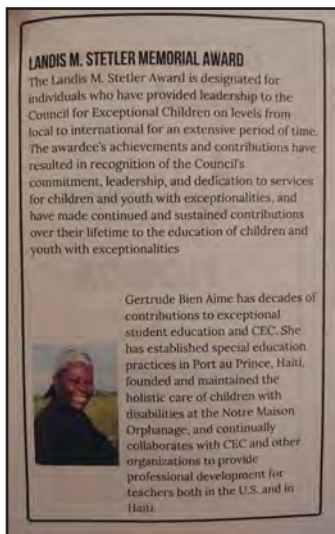 LANDIS M. STETLER MEMORIAL AWARD
The Landis M. Stetler Award is designated for
individuals who have provided leadership to the
Council for Exceptional Children on levels from
local to international for an extensive period of time.
The awardee's achievements and contributions have
resulted in recognition of the Council's
commitment, leadership, and dedication to services
for children and youth with exceptionalities, and
have made continued and sustained contributions
over their lifetime to the education of children and
youth with exceptionalities
Gertrude Bien Aime has decades of
contributions to exceptional
student education and CEC. She
has established special education
practices in Port au Prince, Haiti,
founded and maintained the
holistic care of children with
disabilities at the Notre Maison
Orphanage, and continually
collaborates with CEC and other
organizations to provide
professional development for
teachers both in the U.S. and in
Haiti.